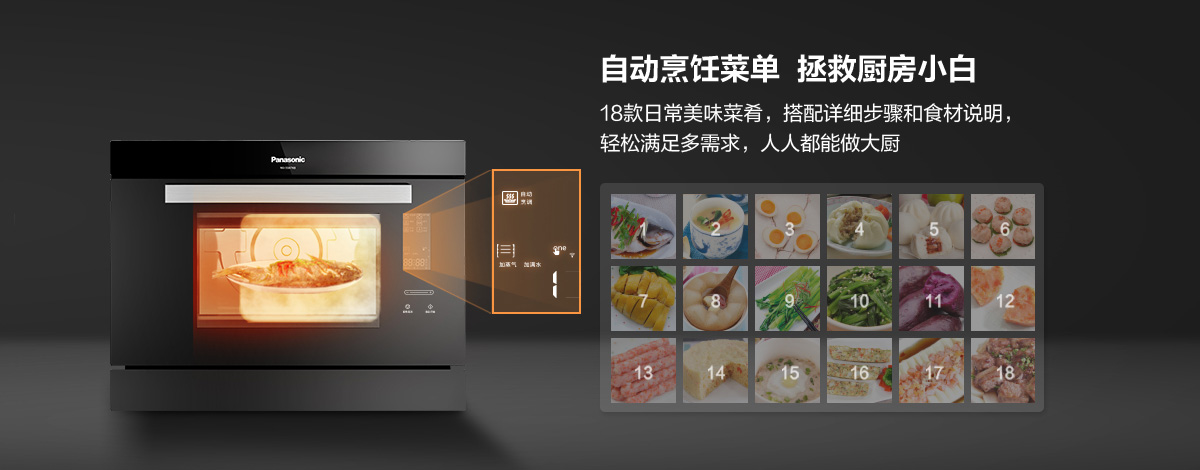 自动烹饪菜单 拯救厨房小白
18款日常美味菜肴，搭配详细步骤和食材说明，
轻松满足多需求，人人都能做大厨
Panasonic
自动
烹调
加蒸气 加满水
1 2 3 4 5 6
7 8 9 10 11 12
13 14 15 16 17 18